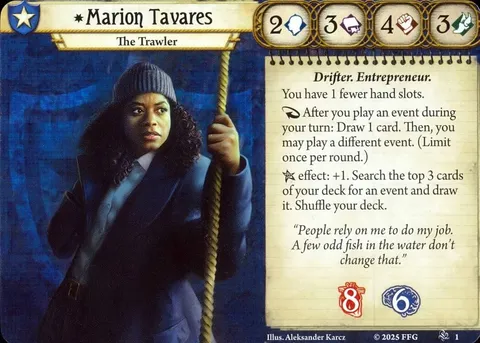 Marion Tavares
The Trawler
2 3 4 3
Drifter. Entrepreneur.
You have 1 fewer hand slots.
After you play an event during
your turn: Draw 1 card. Then, you
may play a different event. (Limit
once per round.)
effect: +1. Search the top 3 cards
of your deck for an event and draw
it. Shuffle your deck.
“People rely on me to do my job.
A few odd fish in the water don’t
change that.”
8 6
Illus. Aleksander Karcz © 2025 FFG 1